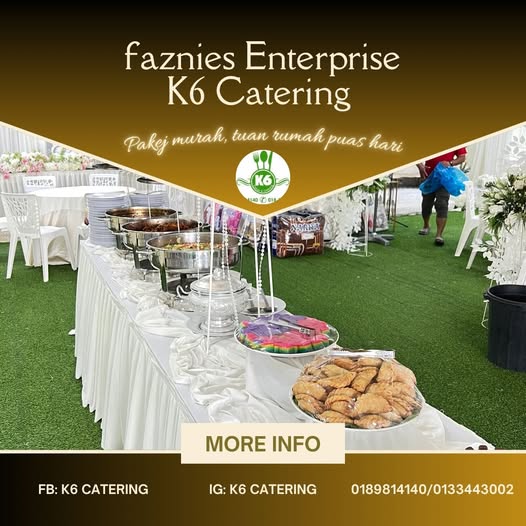 faznies Enterprise
K6 Catering
Pakej murah, tuan rumah puas hari
K6
MORE INFO
FB: K6 CATERING
IG: K6 CATERING
0189814140/0133443002